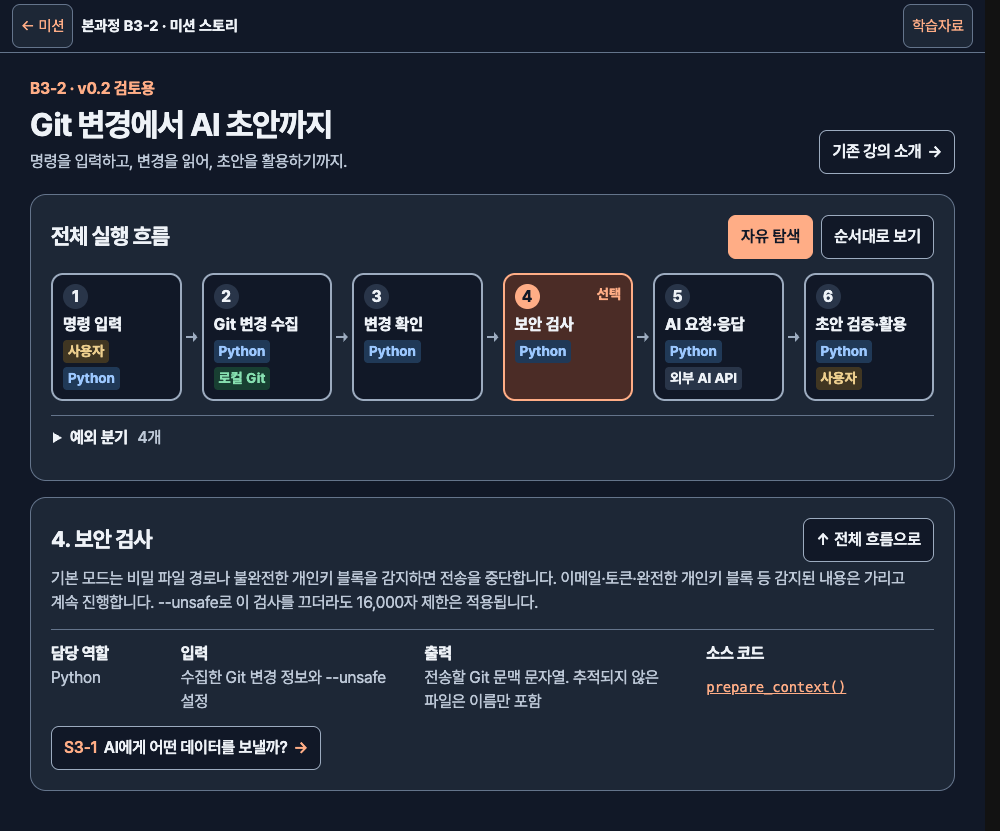 ← 미션
본과정 B3-2 · 미션 스토리
학습자료
B3-2 · v0.2 검토용
Git 변경에서 AI 초안까지
명령을 입력하고, 변경을 읽어, 초안을 활용하기까지.
기존 강의 소개 →
전체 실행 흐름
자유 탐색
순서대로 보기
1
명령 입력
사용자
Python
→
2
Git 변경 수집
Python
로컬 Git
→
3
변경 확인
Python
→
4
선택
보안 검사
Python
→
5
AI 요청·응답
Python
외부 AI API
→
6
초안 검증·활용
Python
사용자
▶ 예외 분기 4개
4. 보안 검사
↑ 전체 흐름으로
기본 모드는 비밀 파일 경로나 불완전한 개인키 블록을 감지하면 전송을 중단합니다. 이메일·토큰·완전한 개인키 블록 등 감지된 내용은 가리고
계속 진행합니다. --unsafe로 이 검사를 끄더라도 16,000자 제한은 적용됩니다.
담당 역할
Python
입력
수집한 Git 변경 정보와 --unsafe
설정
출력
전송할 Git 문맥 문자열. 추적되지 않은
파일은 이름만 포함
소스 코드
prepare_context()
S3-1 AI에게 어떤 데이터를 보낼까? →